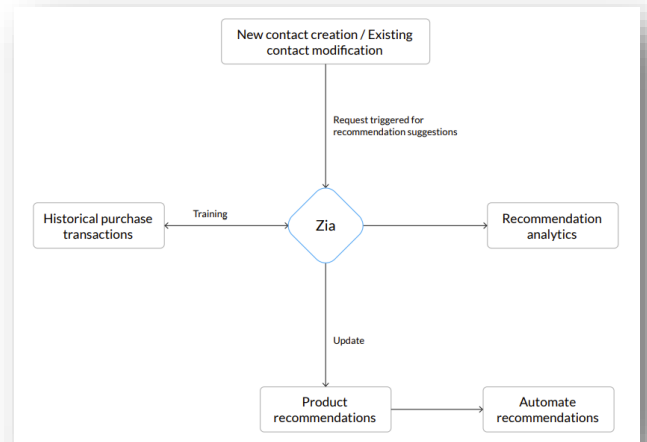 New contact creation / Existing
contact modification
Request triggered for
recommendation suggestions
Historical purchase
transactions
Training
Zia
Recommendation
analytics
Update
Product
recommendations
Automate
recommendations